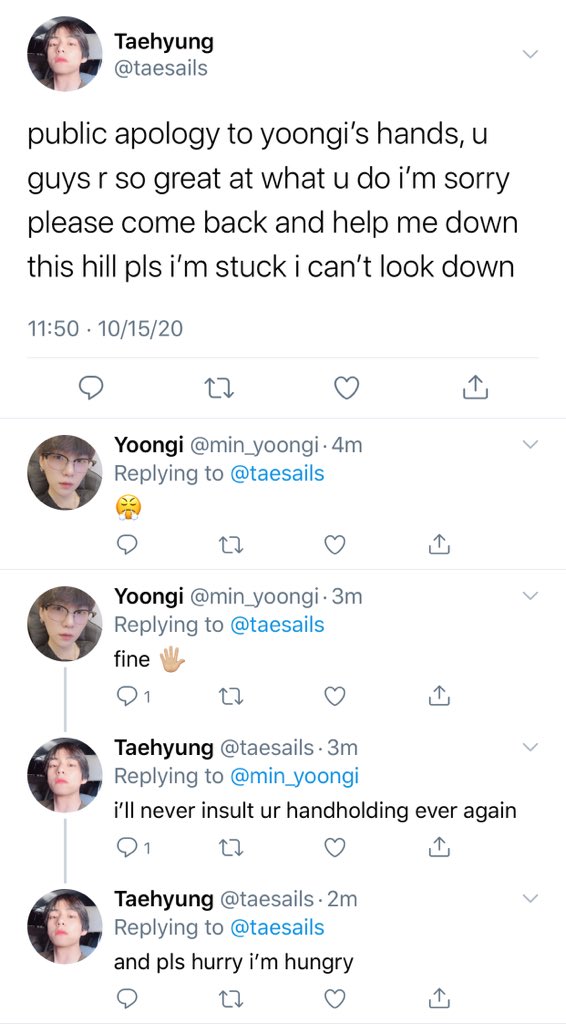 Taehyung
@taesails
public apology to yoongi’s hands, u
guys r so great at what u do i’m sorry
please come back and help me down
this hill pls i’m stuck i can’t look down
11:50 · 10/15/20
Yoongi @min_yoongi · 4m
Replying to @taesails
😤
Yoongi @min_yoongi · 3m
Replying to @taesails
fine 🖐🏼
1
Taehyung @taesails · 3m
Replying to @min_yoongi
i’ll never insult ur handholding ever again
1
Taehyung @taesails · 2m
Replying to @taesails
and pls hurry i’m hungry